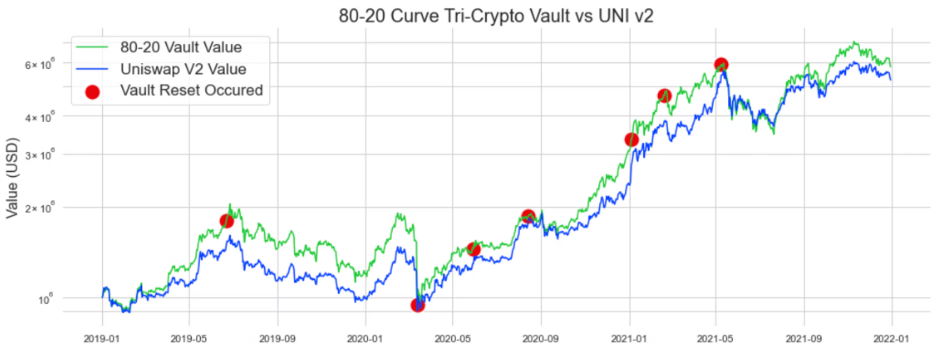 80-20 Curve Tri-Crypto Vault vs UNI v2
80-20 Vault Value
Uniswap V2 Value
Vault Reset Occured
Value (USD)
6 × 10⁶
4 × 10⁶
3 × 10⁶
2 × 10⁶
10⁶
2019-01 2019-05 2019-09 2020-01 2020-05 2020-09 2021-01 2021-05 2021-09 2022-01